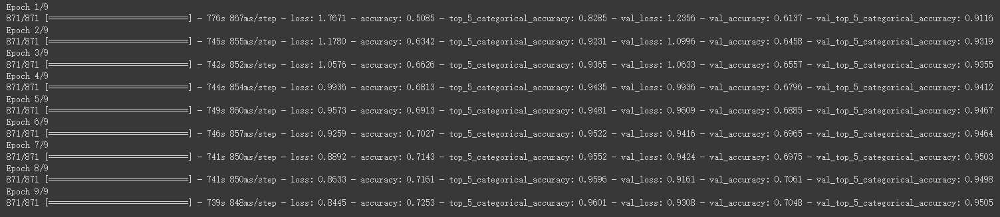 Epoch 1/9
871/871 [==============================] - 776s 867ms/step - loss: 1.7671 - accuracy: 0.5085 - top_5_categorical_accuracy: 0.8285 - val_loss: 1.2356 - val_accuracy: 0.6137 - val_top_5_categorical_accuracy: 0.9116
Epoch 2/9
871/871 [==============================] - 745s 855ms/step - loss: 1.1780 - accuracy: 0.6342 - top_5_categorical_accuracy: 0.9231 - val_loss: 1.0996 - val_accuracy: 0.6458 - val_top_5_categorical_accuracy: 0.9319
Epoch 3/9
871/871 [==============================] - 742s 852ms/step - loss: 1.0576 - accuracy: 0.6626 - top_5_categorical_accuracy: 0.9365 - val_loss: 1.0633 - val_accuracy: 0.6557 - val_top_5_categorical_accuracy: 0.9355
Epoch 4/9
871/871 [==============================] - 744s 854ms/step - loss: 0.9936 - accuracy: 0.6813 - top_5_categorical_accuracy: 0.9435 - val_loss: 0.9936 - val_accuracy: 0.6796 - val_top_5_categorical_accuracy: 0.9412
Epoch 5/9
871/871 [==============================] - 749s 860ms/step - loss: 0.9573 - accuracy: 0.6913 - top_5_categorical_accuracy: 0.9481 - val_loss: 0.9609 - val_accuracy: 0.6885 - val_top_5_categorical_accuracy: 0.9467
Epoch 6/9
871/871 [==============================] - 746s 857ms/step - loss: 0.9259 - accuracy: 0.7027 - top_5_categorical_accuracy: 0.9522 - val_loss: 0.9416 - val_accuracy: 0.6965 - val_top_5_categorical_accuracy: 0.9464
Epoch 7/9
871/871 [==============================] - 741s 850ms/step - loss: 0.8892 - accuracy: 0.7143 - top_5_categorical_accuracy: 0.9552 - val_loss: 0.9424 - val_accuracy: 0.6975 - val_top_5_categorical_accuracy: 0.9503
Epoch 8/9
871/871 [==============================] - 741s 850ms/step - loss: 0.8633 - accuracy: 0.7161 - top_5_categorical_accuracy: 0.9596 - val_loss: 0.9161 - val_accuracy: 0.7061 - val_top_5_categorical_accuracy: 0.9498
Epoch 9/9
871/871 [==============================] - 739s 848ms/step - loss: 0.8445 - accuracy: 0.7253 - top_5_categorical_accuracy: 0.9601 - val_loss: 0.9308 - val_accuracy: 0.7048 - val_top_5_categorical_accuracy: 0.9505